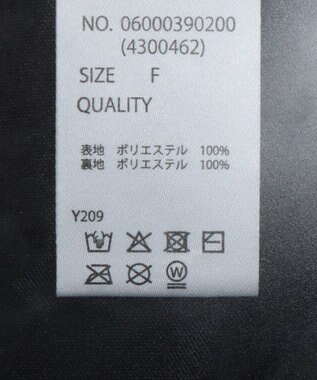 NO. 06000390200
(4300462)
SIZE F
QUALITY
表地 ポリエステル 100%
裏地 ポリエステル 100%
Y209
W